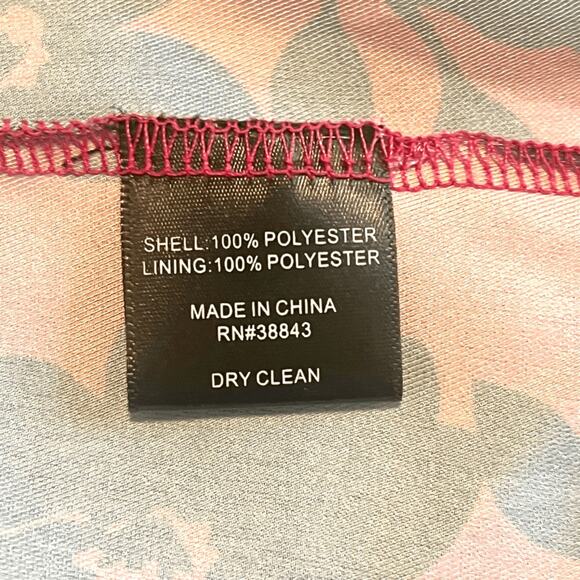 SHELL:100% POLYESTER
LINING:100% POLYESTER
MADE IN CHINA
RN#38843
DRY CLEAN